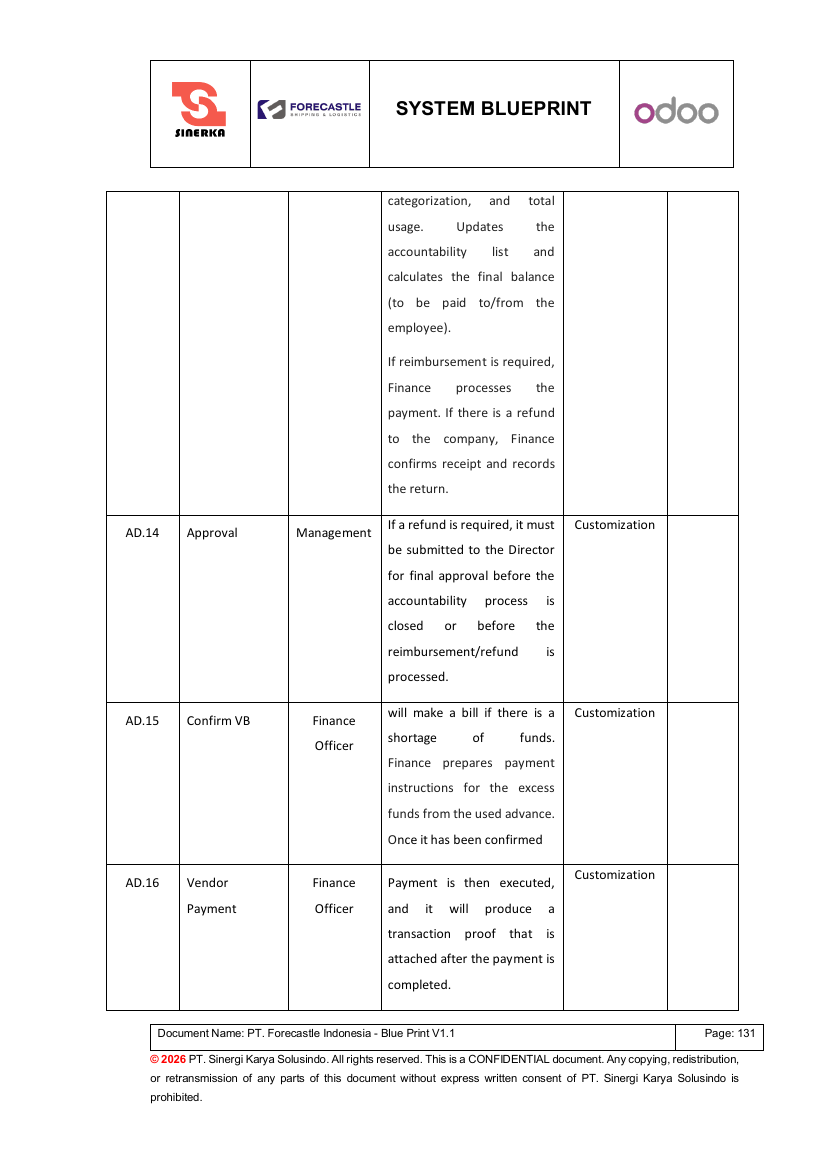 SINERKA
FORECASTLE
SHIPPING & LOGISTICS
SYSTEM BLUEPRINT
odoo
categorization, and total
usage. Updates the
accountability list and
calculates the final balance
(to be paid to/from the
employee).
If reimbursement is required,
Finance processes the
payment. If there is a refund
to the company, Finance
confirms receipt and records
the return.
AD.14
Approval
Management
If a refund is required, it must
be submitted to the Director
for final approval before the
accountability process is
closed or before the
reimbursement/refund is
processed.
Customization
AD.15
Confirm VB
Finance
Officer
will make a bill if there is a
shortage of funds.
Finance prepares payment
instructions for the excess
funds from the used advance.
Once it has been confirmed
Customization
AD.16
Vendor
Payment
Finance
Officer
Payment is then executed,
and it will produce a
transaction proof that is
attached after the payment is
completed.
Customization
Document Name: PT. Forecastle Indonesia - Blue Print V1.1
Page: 131
© 2026 PT. Sinergi Karya Solusindo. All rights reserved. This is a CONFIDENTIAL document. Any copying, redistribution,
or retransmission of any parts of this document without express written consent of PT. Sinergi Karya Solusindo is
prohibited.